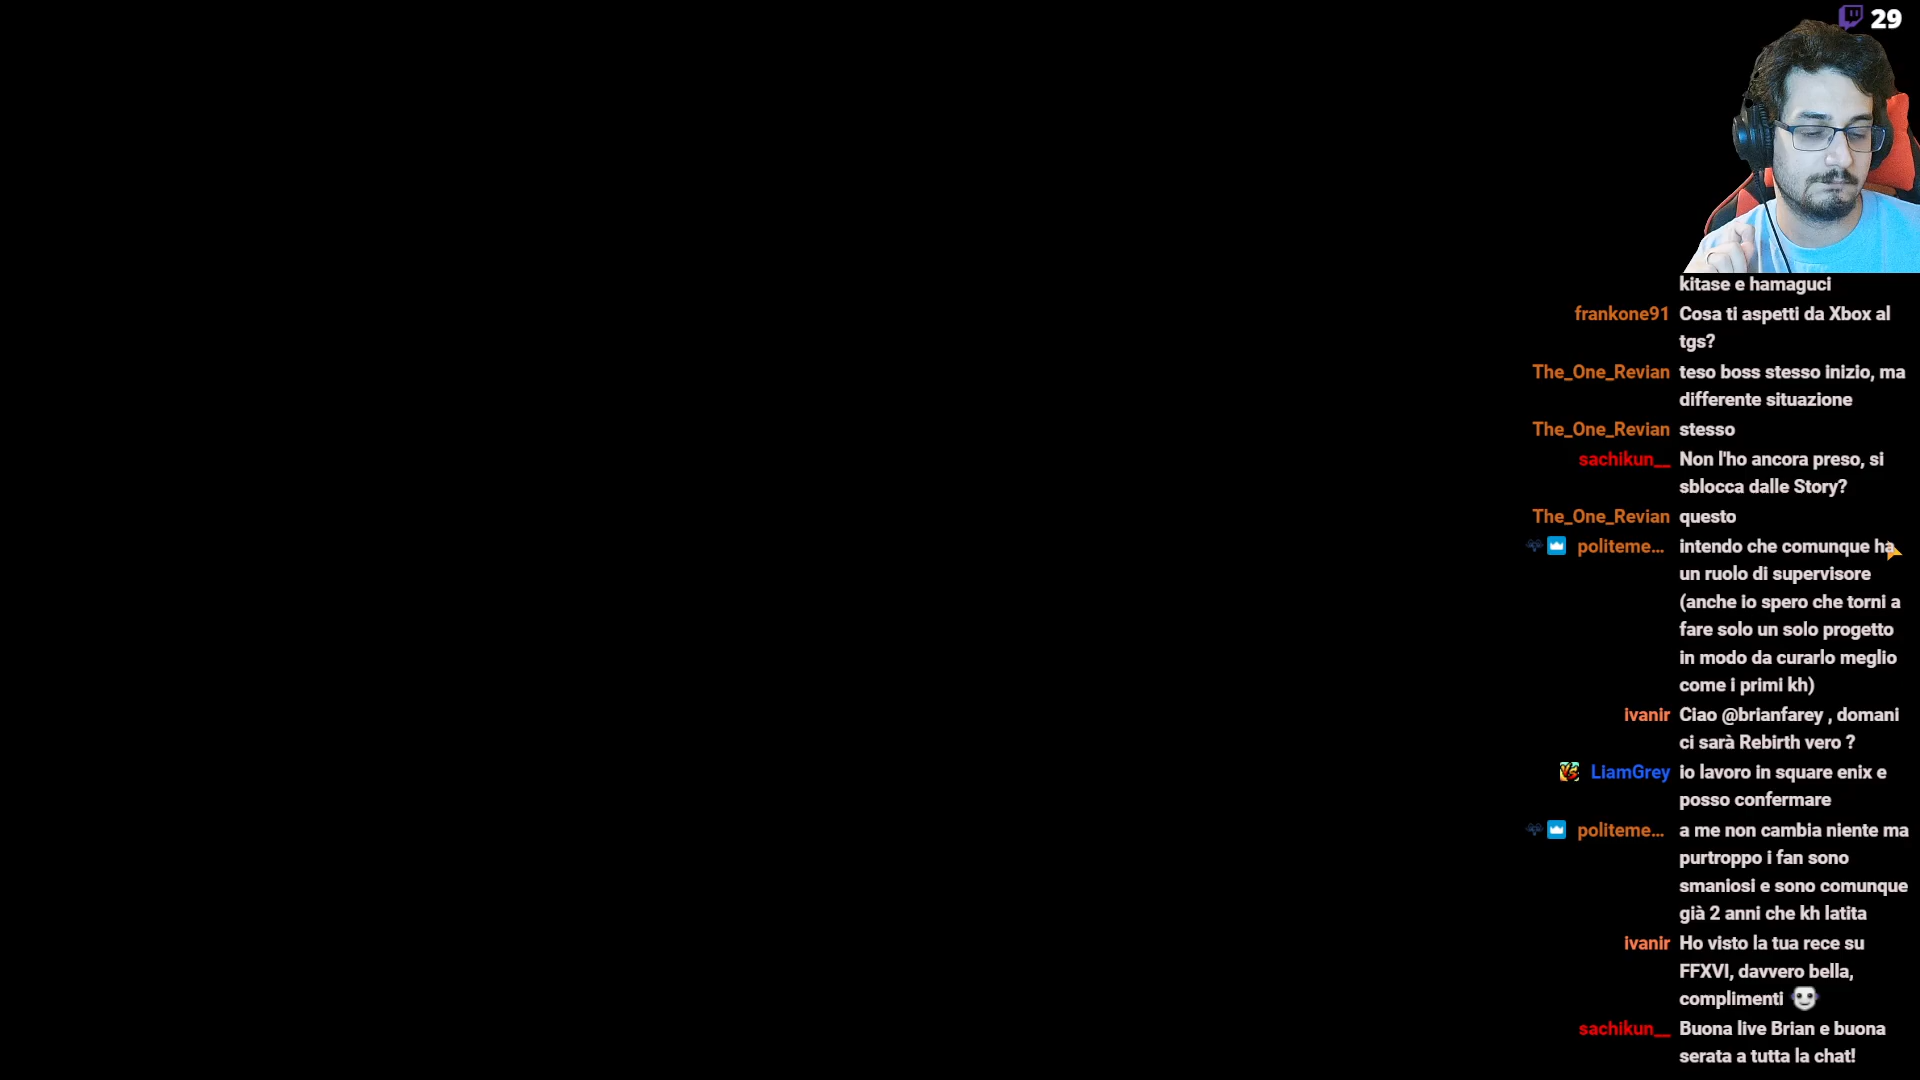 29
kitase e hamaguci
frankone91 Cosa ti aspetti da Xbox al
tgs?
The_One_Revian teso boss stesso inizio, ma
differente situazione
The_One_Revian stesso
sachikun__ Non l'ho ancora preso, si
sblocca dalle Story?
The_One_Revian questo
politeme... intendo che comunque ha
un ruolo di supervisore
(anche io spero che torni a
fare solo un solo progetto
in modo da curarlo meglio
come i primi kh)
ivanir Ciao @brianfarey , domani
ci sarà Rebirth vero ?
LiamGrey io lavoro in square enix e
posso confermare
politeme... a me non cambia niente ma
purtroppo i fan sono
smaniosi e sono comunque
già 2 anni che kh latita
ivanir Ho visto la tua rece su
FFXVI, davvero bella,
complimenti
sachikun__ Buona live Brian e buona
serata a tutta la chat!